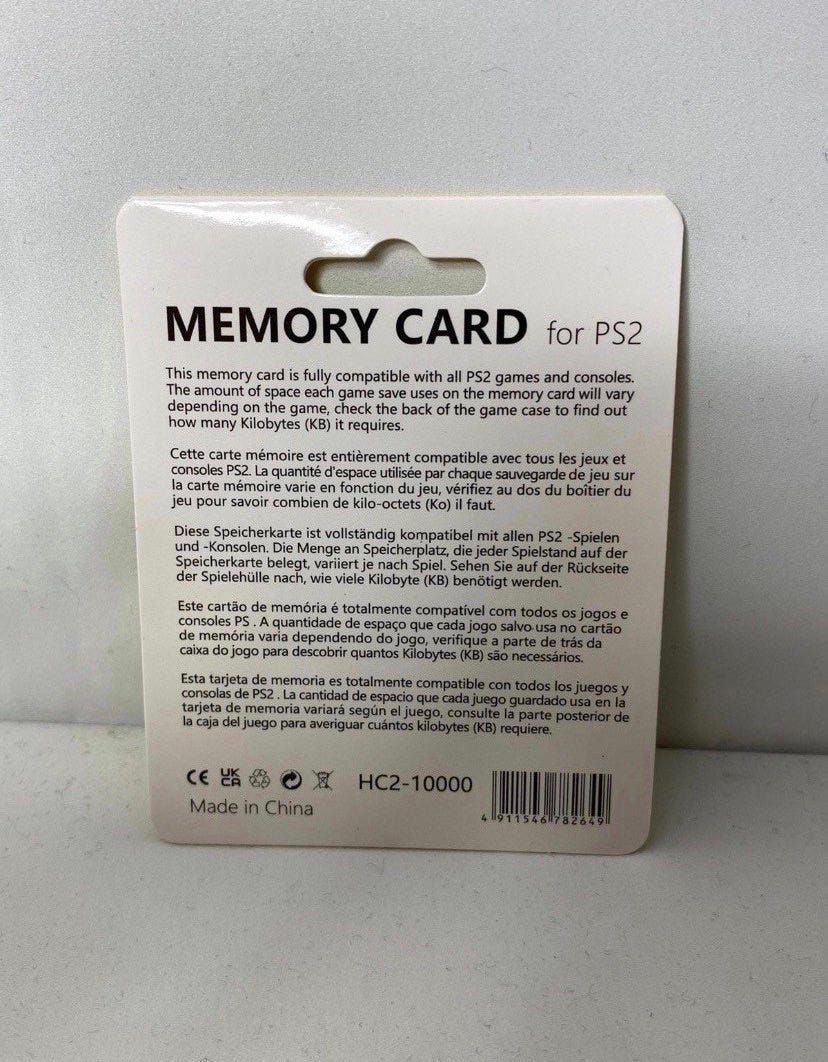 MEMORY CARD for PS2
This memory card is fully compatible with all PS2 games and consoles.
The amount of space each game save uses on the memory card will vary
depending on the game, check the back of the game case to find out
how many Kilobytes (KB) it requires.
Cette carte mémoire est entièrement compatible avec tous les jeux et
consoles PS2. La quantité d'espace utilisée par chaque sauvegarde de jeu sur
la carte mémoire varie en fonction du jeu, vérifiez au dos du boîtier du
jeu pour savoir combien de kilo-octets (Ko) il faut.
Diese Speicherkarte ist vollständig kompatibel mit allen PS2 -Spielen
und -Konsolen. Die Menge an Speicherplatz, die jeder Spielstand auf der
Speicherkarte belegt, variiert je nach Spiel. Sehen Sie auf der Rückseite
der Spielehülle nach, wie viele Kilobyte (KB) benötigt werden.
Este cartão de memória é totalmente compatível com todos os jogos e
consoles PS . A quantidade de espaço que cada jogo salvo usa no cartão
de memória varia dependendo do jogo, verifique a parte de trás da
caixa do jogo para descobrir quantos Kilobytes (KB) são necessários.
Esta tarjeta de memoria es totalmente compatible con todos los juegos y
consolas de PS2 . La cantidad de espacio que cada juego guardado usa en la
tarjeta de memoria variará según el juego, consulte la parte posterior de
la caja del juego para averiguar cuántos kilobytes (KB) requiere.
CE UK CA HC2-10000
Made in China
4 911546 782649